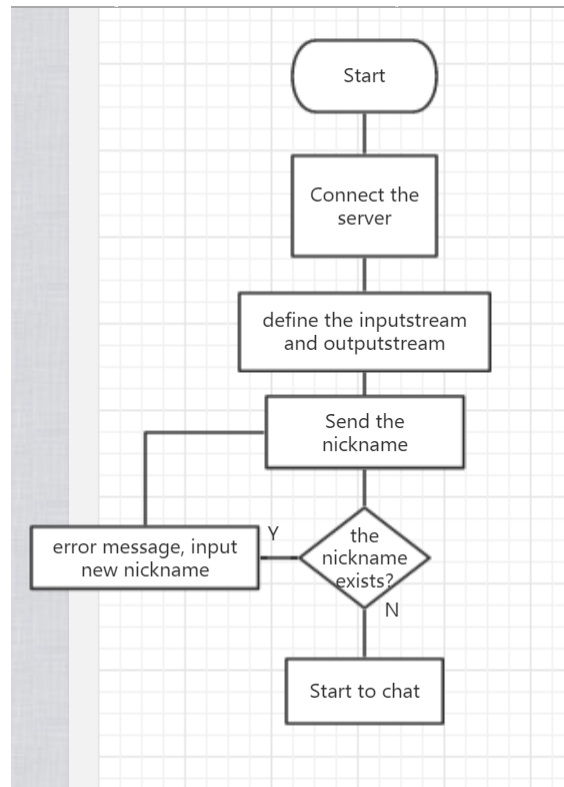 Start
Connect the
server
define the inputstream
and outputstream
Send the
nickname
the
nickname
exists?
Y
error message, input
new nickname
N
Start to chat